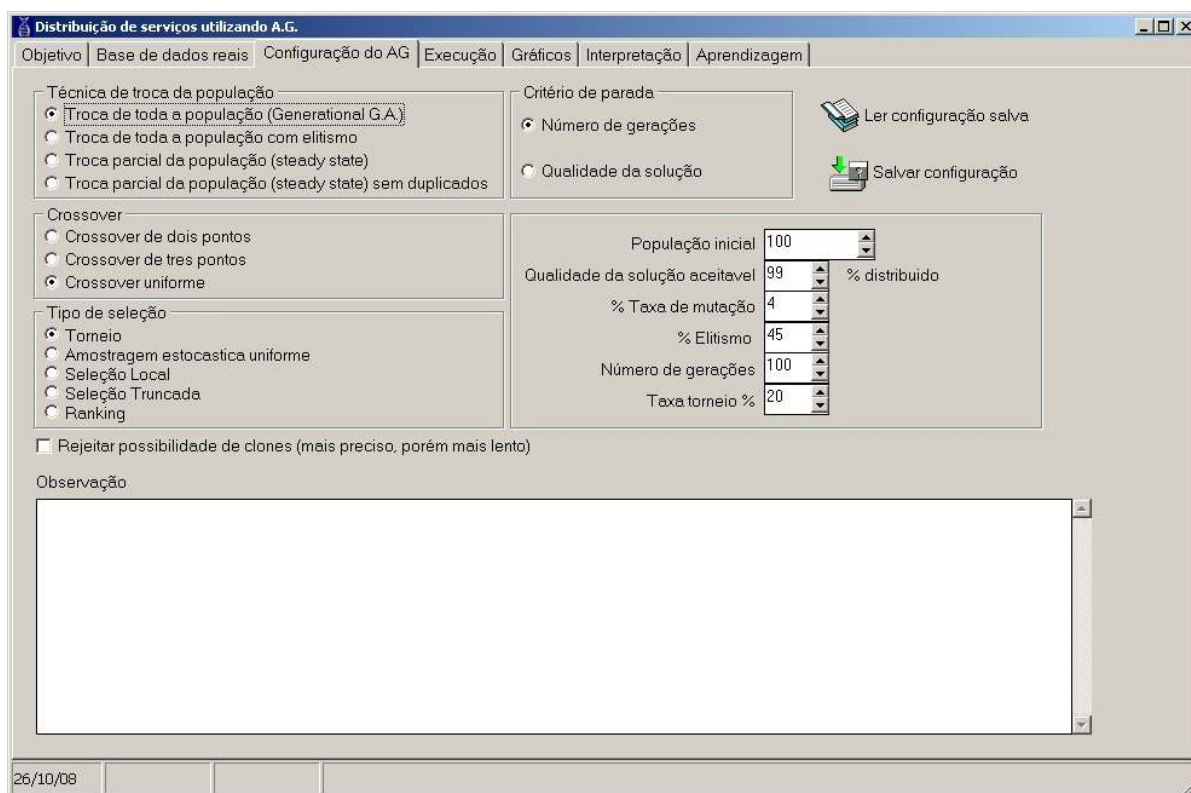 Distribuição de serviços utilizando A.G.
Objetivo Base de dados reais Configuração do AG Execução Gráficos Interpretação Aprendizagem
Técnica de troca da população
Troca de toda a população (Generational G.A.)
Troca de toda a população com elitismo
Troca parcial da população (steady state)
Troca parcial da população (steady state) sem duplicados
Critério de parada
Número de gerações
Qualidade da solução
Ler configuração salva
Salvar configuração
Crossover
Crossover de dois pontos
Crossover de tres pontos
Crossover uniforme
Tipo de seleção
Torneio
Amostragem estocastica uniforme
Seleção Local
Seleção Truncada
Ranking
População inicial 100
Qualidade da solução aceitavel 99 % distribuido
% Taxa de mutação 4
% Elitismo 45
Número de gerações 100
Taxa torneio % 20
Rejeitar possibilidade de clones (mais preciso, porém mais lento)
Observação
26/10/08